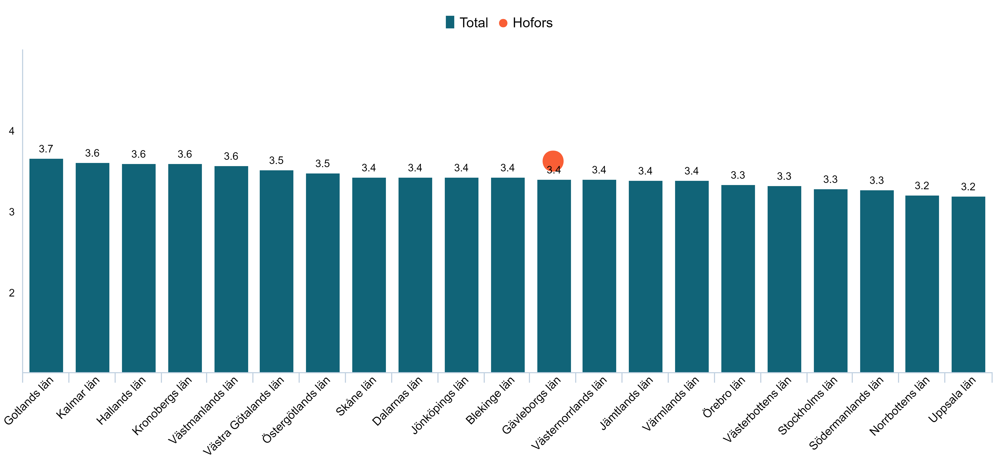 Total Hofors
4
3
2
3.7 3.6 3.6 3.6 3.6 3.5 3.5 3.4 3.4 3.4 3.4 3.4 3.4 3.4 3.4 3.3 3.3 3.3 3.3 3.2 3.2
Gotlands län
Kalmar län
Hallands län
Kronobergs län
Västmanlands län
Västra Götalands län
Östergötlands län
Skåne län
Dalarnas län
Jönköpings län
Blekinge län
Gävleborgs län
Västernorrlands län
Jämtlands län
Värmlands län
Örebro län
Västerbottens län
Stockholms län
Södermanlands län
Norrbottens län
Uppsala län